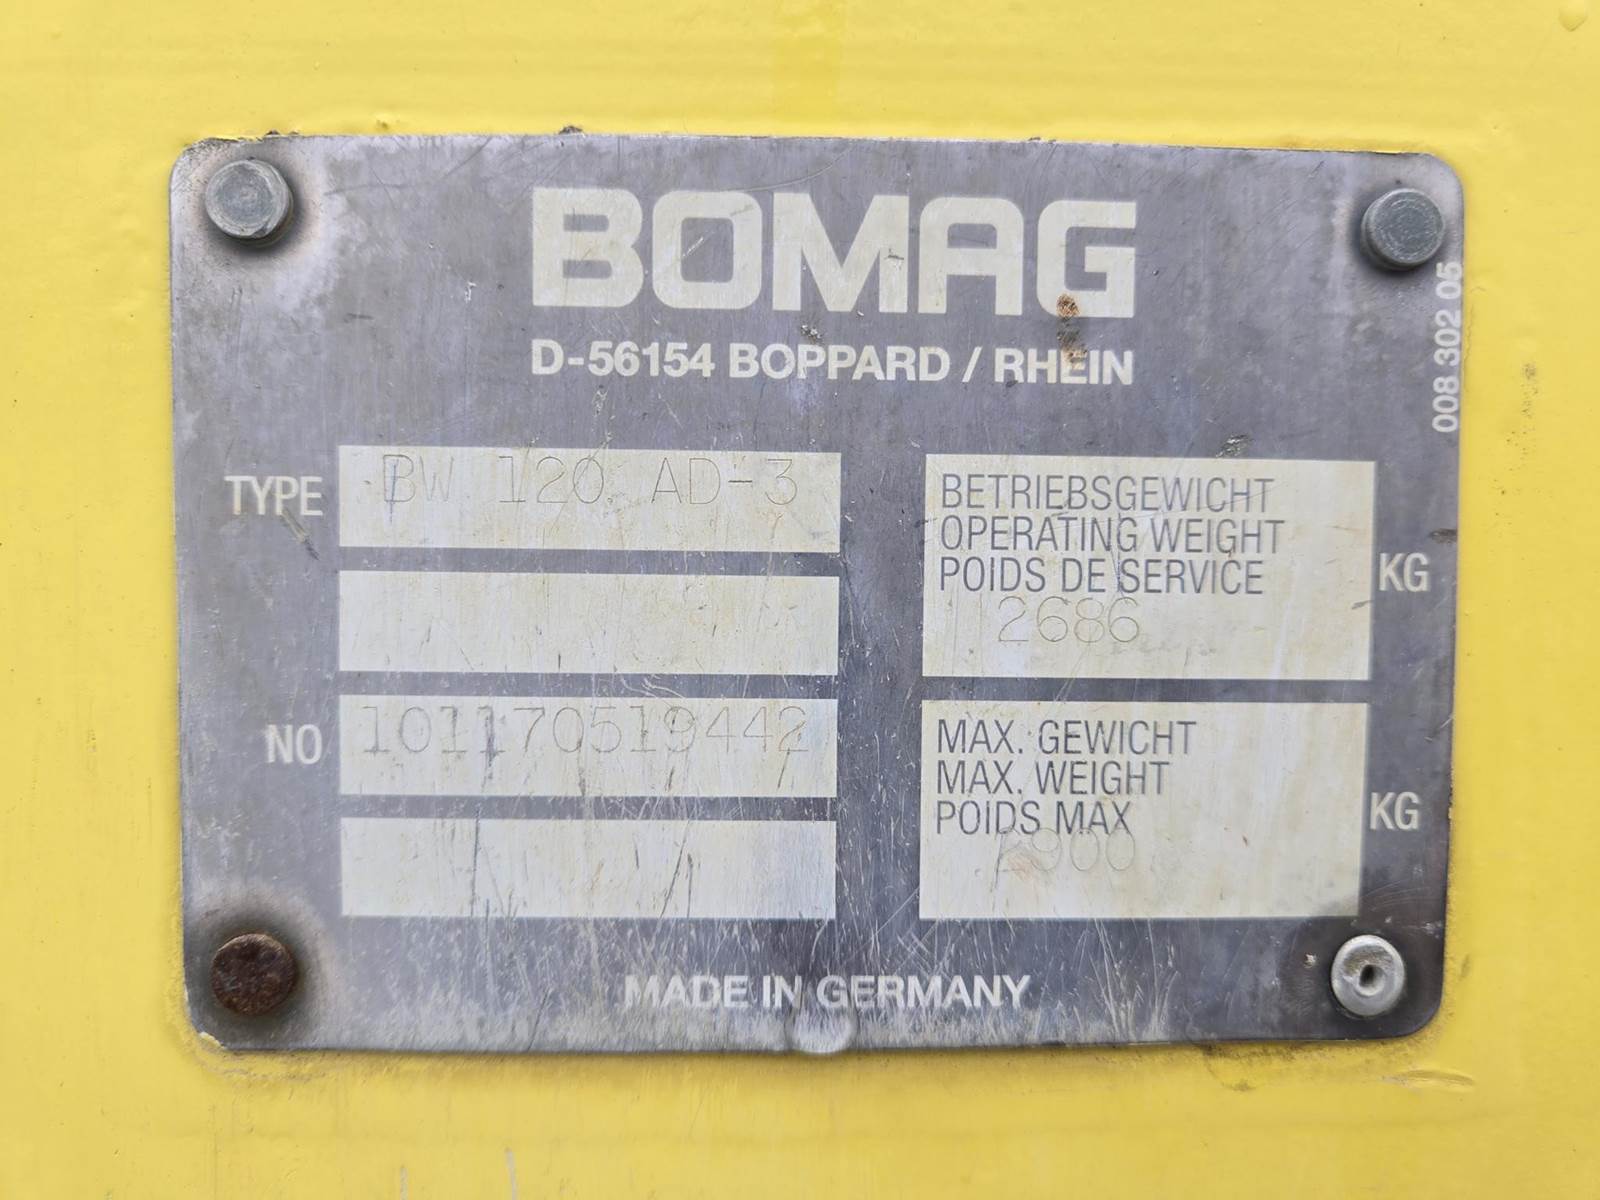 BOMAG
D-56154 BOPPARD / RHEIN
008 302 05
TYPE BW 120 AD-3
NO 101170519442
BETRIEBSGEWICHT
OPERATING WEIGHT
POIDS DE SERVICE
2686 KG
MAX. GEWICHT
MAX. WEIGHT
POIDS MAX
2900 KG
MADE IN GERMANY